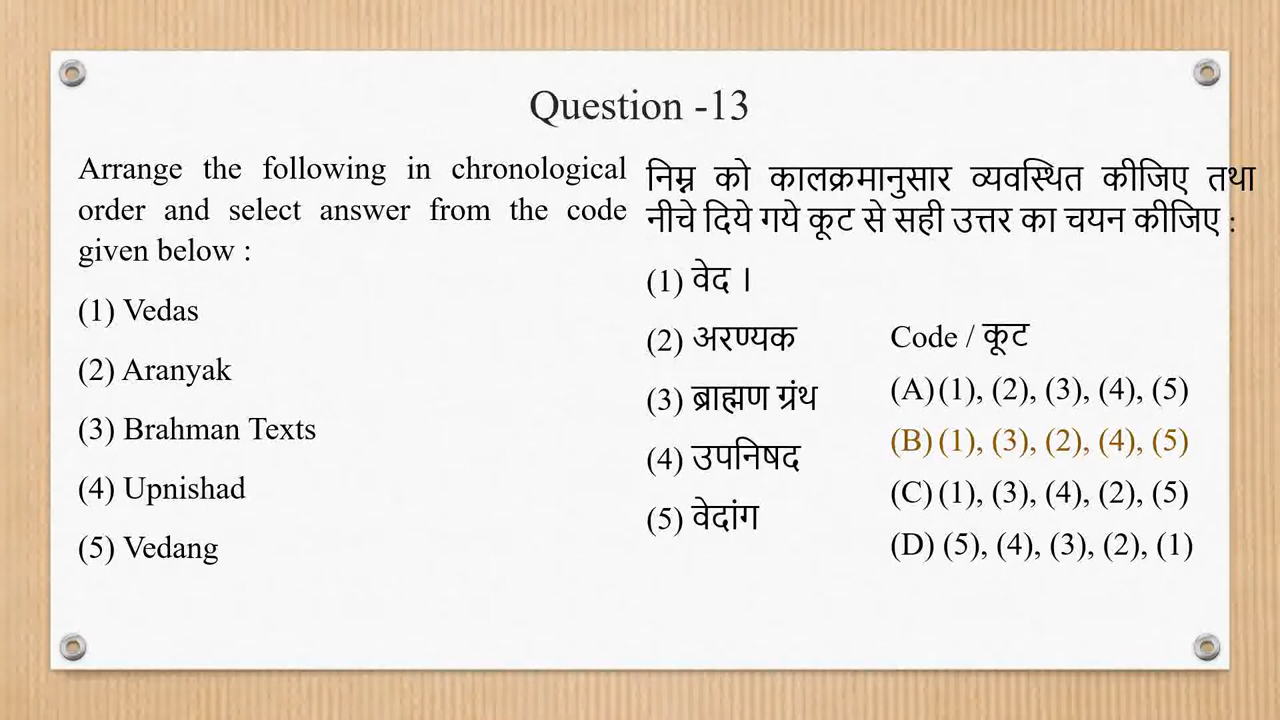 Question -13
Arrange the following in chronological
order and select answer from the code
given below :
(1) Vedas
(2) Aranyak
(3) Brahman Texts
(4) Upnishad
(5) Vedang
निम्न को कालक्रमानुसार व्यवस्थित कीजिए तथा
नीचे दिये गये कूट से सही उत्तर का चयन कीजिए :
(1) वेद ।
(2) अरण्यक
(3) ब्राह्मण ग्रंथ
(4) उपनिषद
(5) वेदांग
Code / कूट
(A) (1), (2), (3), (4), (5)
(B) (1), (3), (2), (4), (5)
(C) (1), (3), (4), (2), (5)
(D) (5), (4), (3), (2), (1)